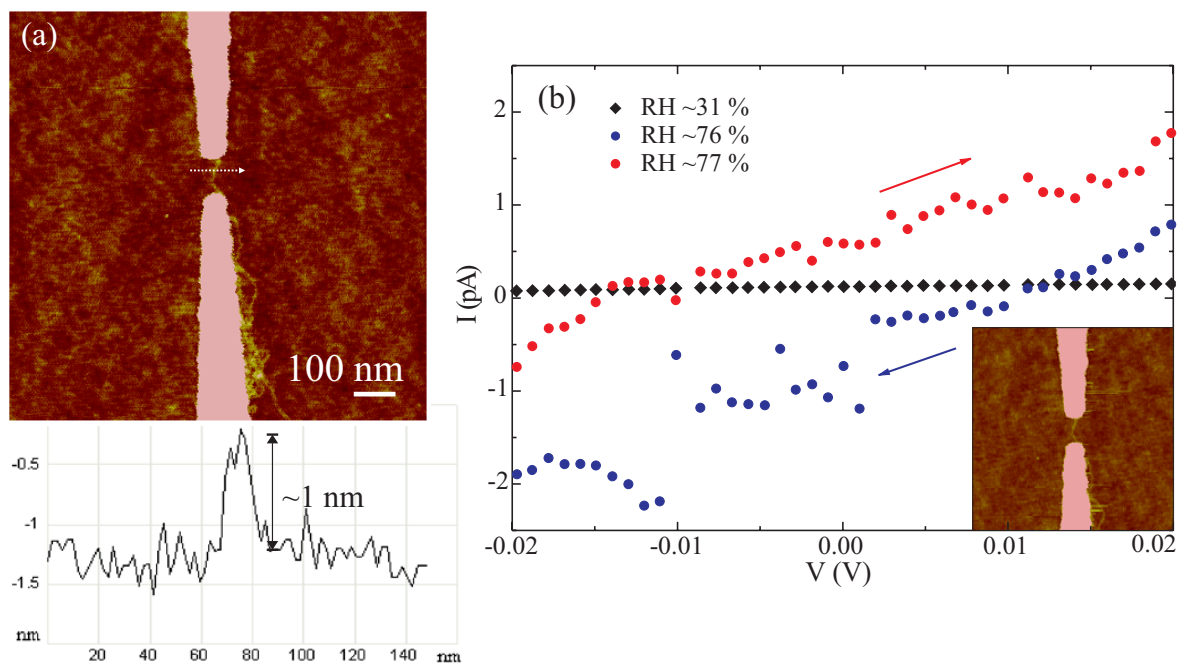 (a)
100 nm
-0.5
-1
-1.5
nm
~1 nm
20 40 60 80 100 120 140 nm
(b)
RH ~31 %
RH ~76 %
RH ~77 %
I (pA)
2
1
0
-1
-2
-0.02 -0.01 0.00 0.01 0.02
V (V)